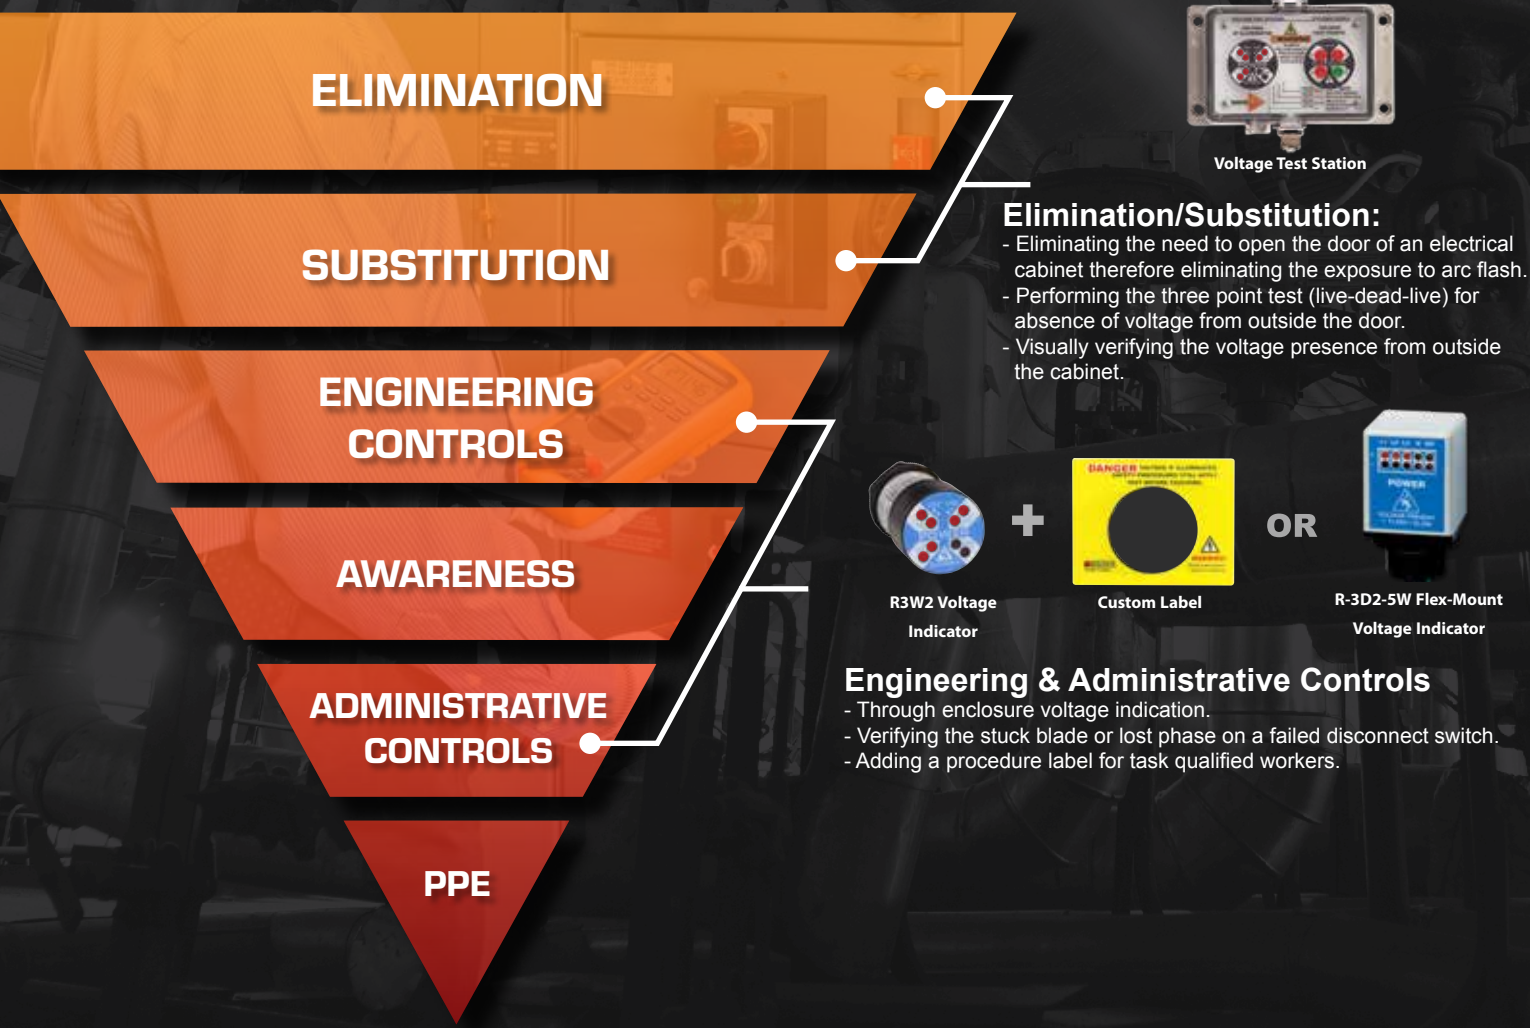 ELIMINATION
SUBSTITUTION
ENGINEERING
CONTROLS
AWARENESS
ADMINISTRATIVE
CONTROLS
PPE
Voltage Test Station
Elimination/Substitution:
- Eliminating the need to open the door of an electrical
cabinet therefore eliminating the exposure to arc flash.
- Performing the three point test (live-dead-live) for
absence of voltage from outside the door.
- Visually verifying the voltage presence from outside
the cabinet.
DANGER
POWER
+
OR
POWER
R3W2 Voltage
Indicator
Custom Label
R-3D2-5W Flex-Mount
Voltage Indicator
Engineering & Administrative Controls
- Through enclosure voltage indication.
- Verifying the stuck blade or lost phase on a failed disconnect switch.
- Adding a procedure label for task qualified workers.